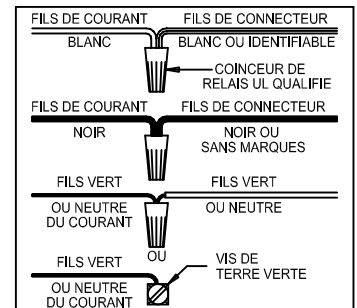 FILS DE COURANT FILS DE CONNECTEUR
BLANC BLANC OU IDENTIFIABLE
COINCEUR DE
RELAIS UL QUALIFIE
FILS DE COURANT FILS DE CONNECTEUR
NOIR NOIR OU
SANS MARQUES
FILS VERT FILS VERT
OU NEUTRE OU NEUTRE
DU COURANT
OU
FILS VERT VIS DE
TERRE VERTE
OU NEUTRE
DU COURANT